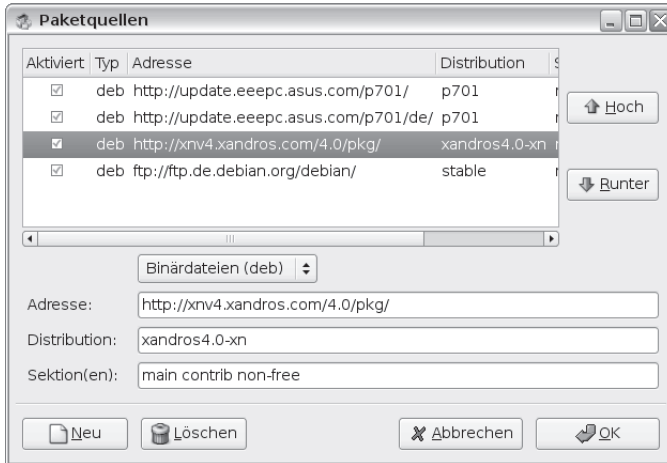 Paketquellen
Aktiviert Typ Adresse Distribution
deb http://update.eeepc.asus.com/p701/ p701
deb http://update.eeepc.asus.com/p701/de/ p701
deb http://xnv4.xandros.com/4.0/pkg/ xandros4.0-xn
deb ftp://ftp.de.debian.org/debian/ stable
Hoch
Runter
Binärdateien (deb)
Adresse: http://xnv4.xandros.com/4.0/pkg/
Distribution: xandros4.0-xn
Sektion(en): main contrib non-free
Neu Löschen Abbrechen OK